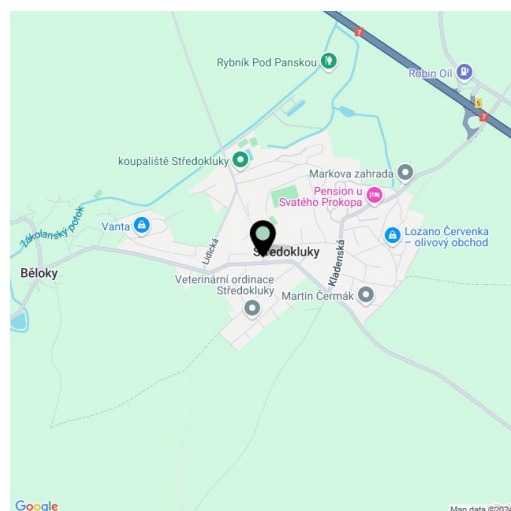 7
Rybník Pod Panskou
Robin Oil
5
7
koupaliště Středokluky
Markova zahrada
Pension u
Svatého Prokopa
Zákolanský potok
Vanta
Lidická
Kladenská
Lozano Červenka
– olivový obchod
Středokluky
Běloky
Veterinární ordinace
Středokluky
Martin Čermák
Google
Map data ©2024